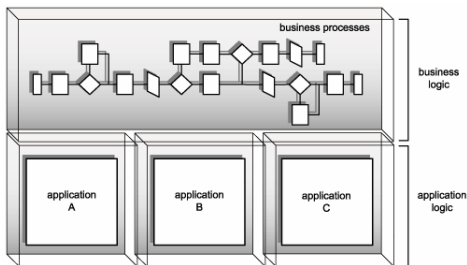 business processes
business
logic
application
A
application
B
application
C
application
logic